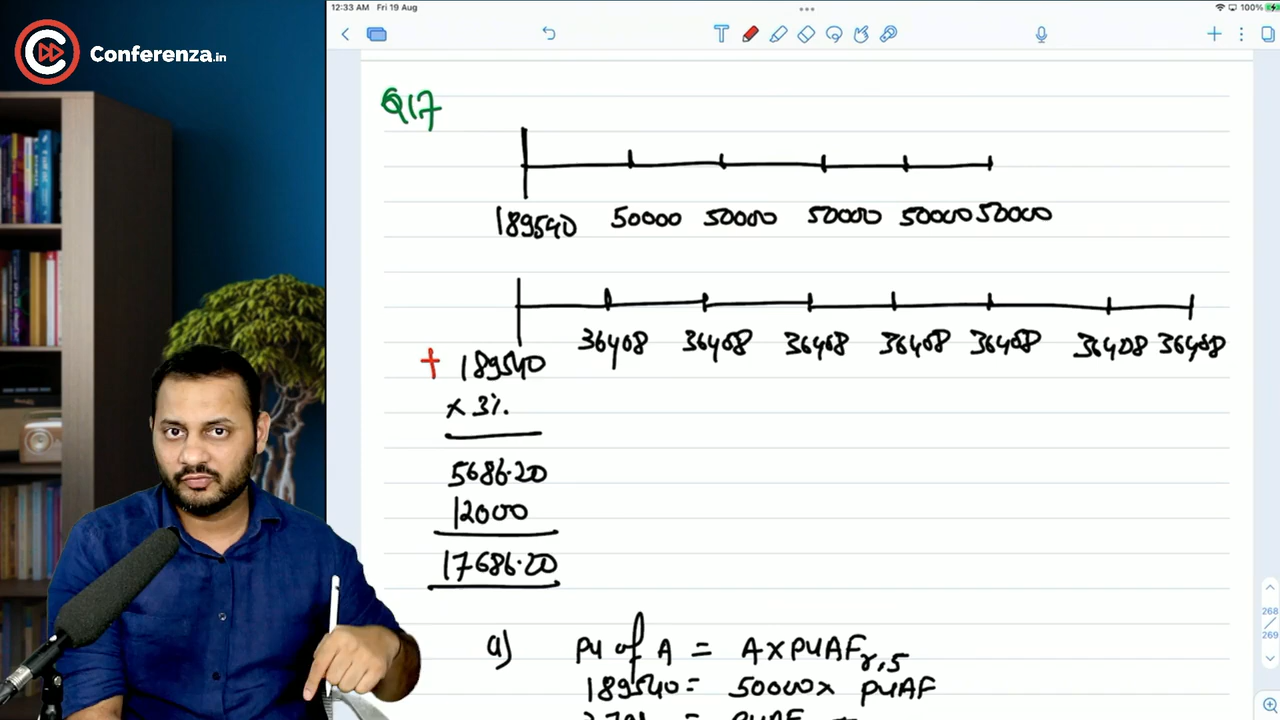 12:33 AM Fri 19 Aug
100%
Conferenza.in
T
Q17
189540 50000 50000 50000 50000 50000
36408 36408 36408 36408 36408 36408 36408
+ 189540
x 3%.
5686.20
12000
17686.20
a) PV of A = A x PVAF r,5
189540 = 50000 x PVAF
268
/
269